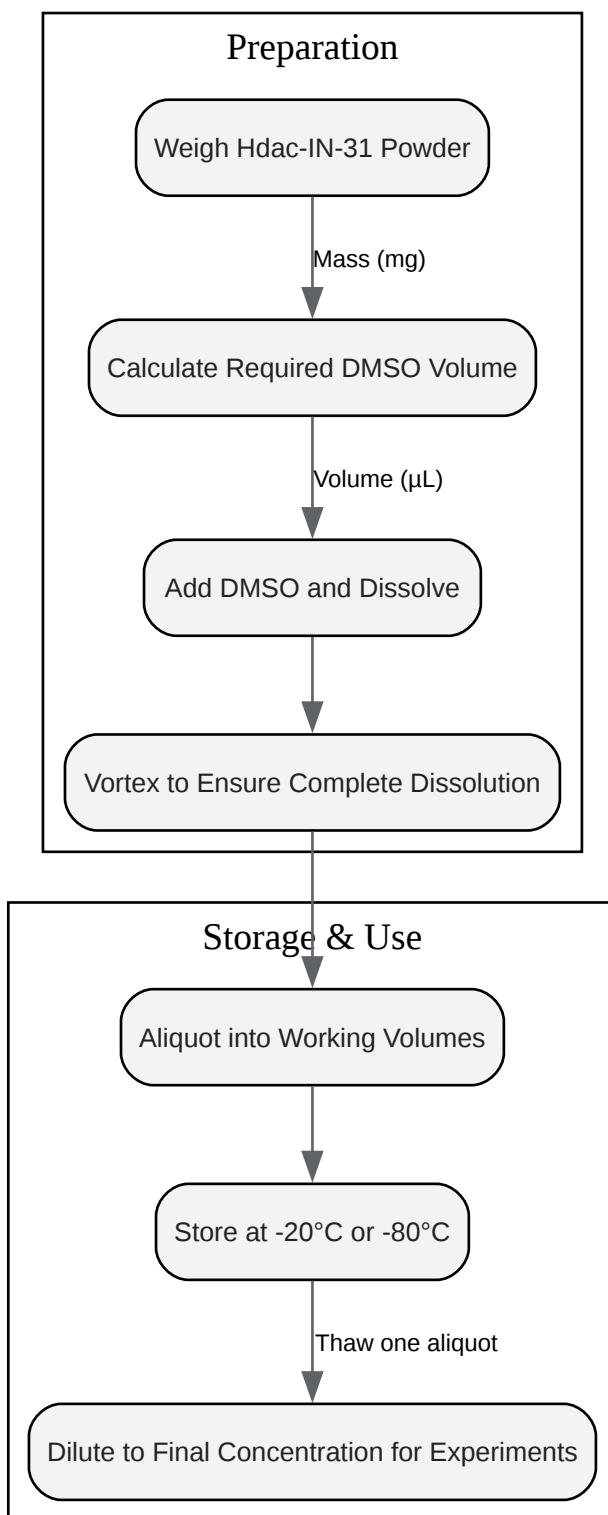 Preparation
Weigh Hdac-IN-31 Powder
Mass (mg)
Calculate Required DMSO Volume
Volume (µL)
Add DMSO and Dissolve
Vortex to Ensure Complete Dissolution
Storage & Use
Aliquot into Working Volumes
Store at -20°C or -80°C
Thaw one aliquot
Dilute to Final Concentration for Experiments